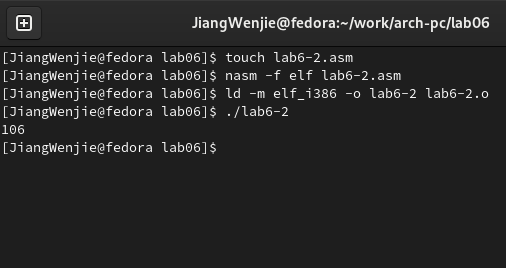 JiangWenjie@fedora:~/work/arch-pc/lab06
[JiangWenjie@fedora lab06]$ touch lab6-2.asm
[JiangWenjie@fedora lab06]$ nasm -f elf lab6-2.asm
[JiangWenjie@fedora lab06]$ ld -m elf_i386 -o lab6-2 lab6-2.o
[JiangWenjie@fedora lab06]$ ./lab6-2
106
[JiangWenjie@fedora lab06]$